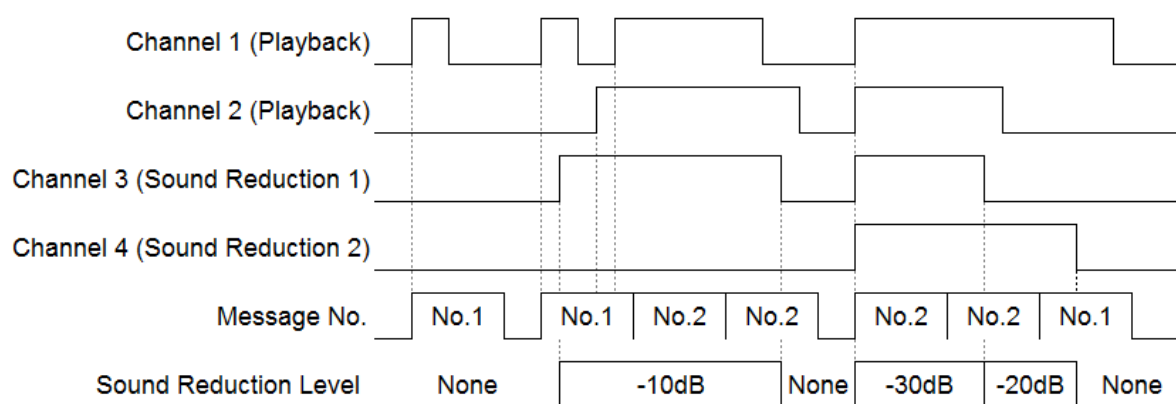 Channel 1 (Playback)
Channel 2 (Playback)
Channel 3 (Sound Reduction 1)
Channel 4 (Sound Reduction 2)
Message No. No.1 No.1 No.2 No.2 No.2 No.2 No.1
Sound Reduction Level None -10dB None -30dB -20dB None